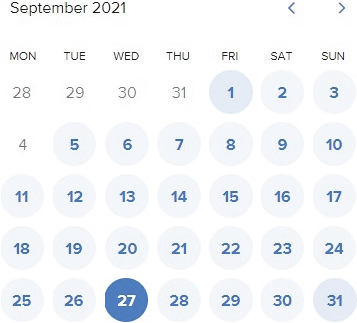 September 2021
MON TUE WED THU FRI SAT SUN
28 29 30 31 1 2 3
4 5 6 7 8 9 10
11 12 13 14 15 16 17
18 19 20 21 22 23 24
25 26 27 28 29 30 31